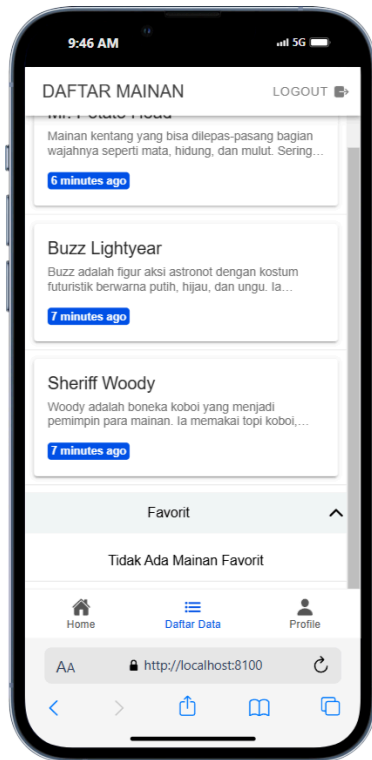 9:46 AM
5G
DAFTAR MAINAN
LOGOUT
Mr. Potato Head
Mainan kentang yang bisa dilepas-pasang bagian
wajahnya seperti mata, hidung, dan mulut. Sering…
6 minutes ago
Buzz Lightyear
Buzz adalah figur aksi astronot dengan kostum
futuristik berwarna putih, hijau, dan ungu. Ia…
7 minutes ago
Sheriff Woody
Woody adalah boneka koboi yang menjadi
pemimpin para mainan. Ia memakai topi koboi,…
7 minutes ago
Favorit
Tidak Ada Mainan Favorit
Home
Daftar Data
Profile
AA
http://localhost:8100